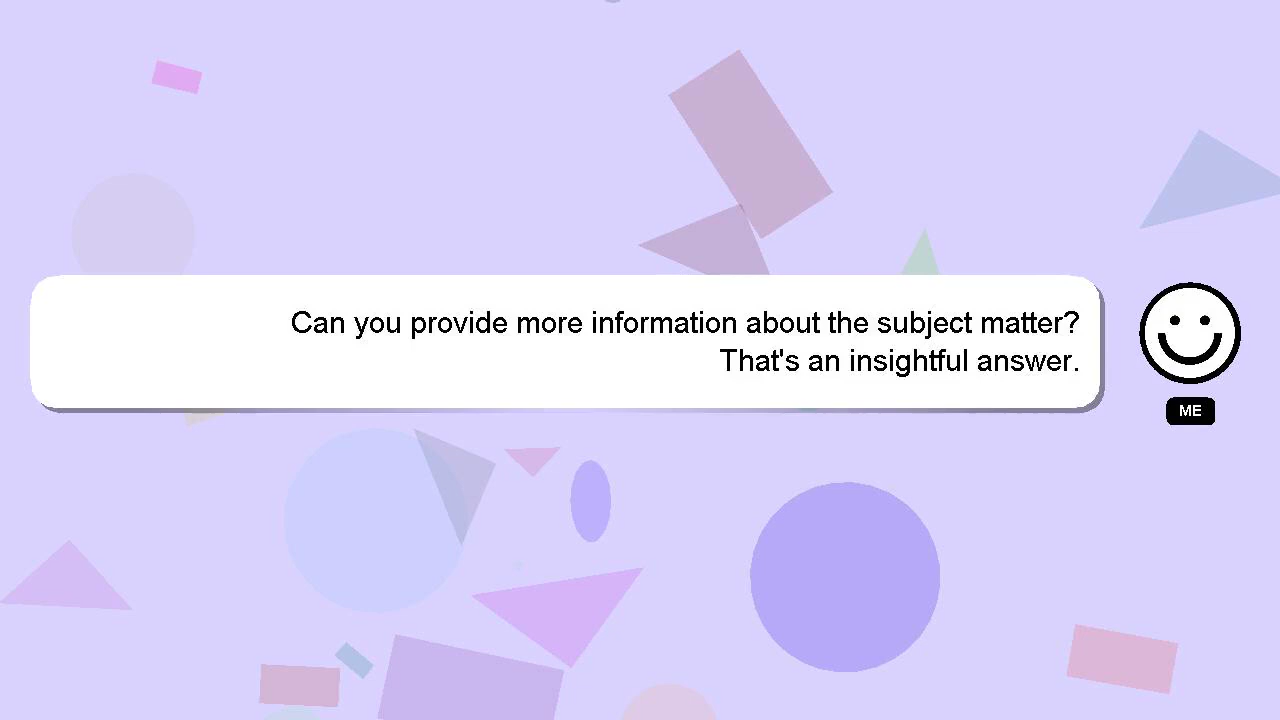 Can you provide more information about the subject matter?
That's an insightful answer.
ME